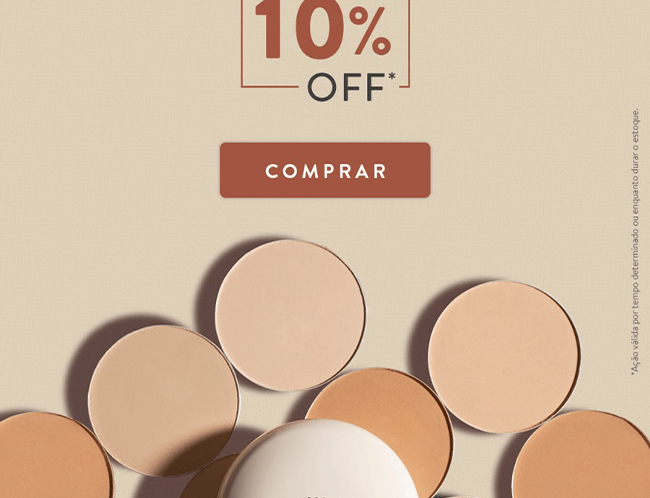 10%
OFF*
COMPRAR
*Ação válida por tempo determinado ou enquanto durar o estoque.